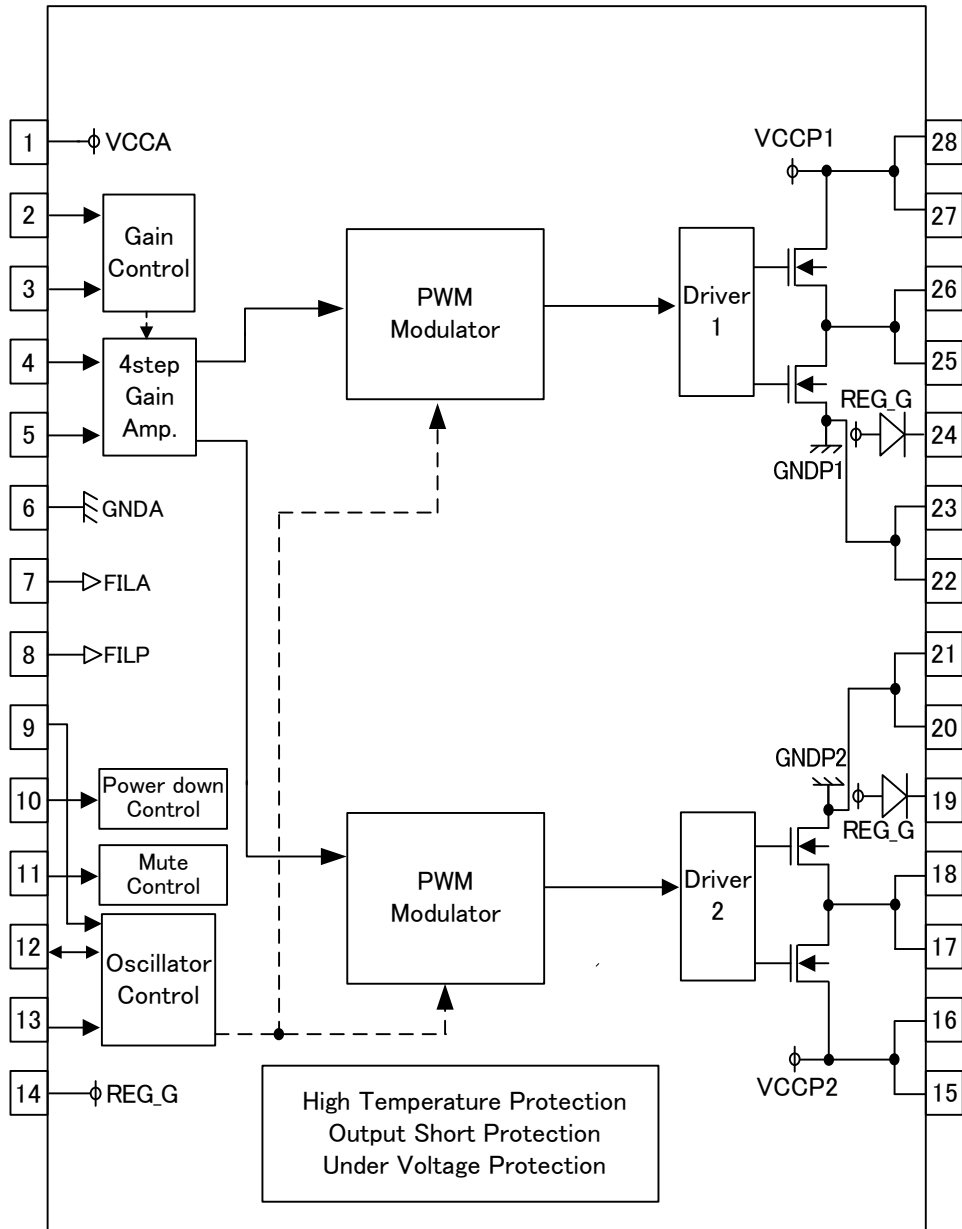 1
VCCA
2
3
Gain
Control
4
5
4step
Gain
Amp.
6
GNDA
7
FILA
8
FILP
9
10
Power down
Control
11
Mute
Control
12
13
Oscillator
Control
14
REG_G
PWM
Modulator
PWM
Modulator
High Temperature Protection
Output Short Protection
Under Voltage Protection
Driver
1
Driver
2
VCCP1
GNDP1
REG_G
GNDP2
REG_G
VCCP2
28
27
26
25
24
23
22
21
20
19
18
17
16
15